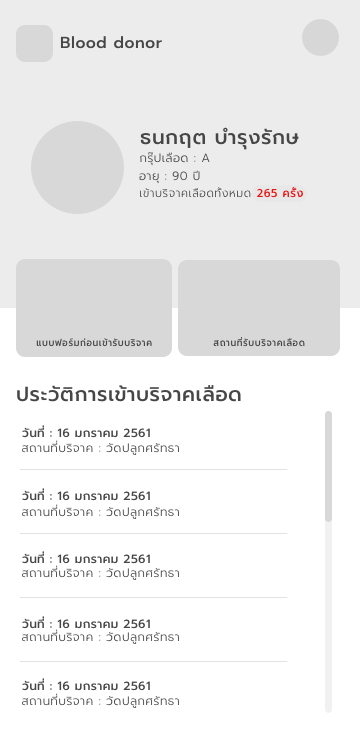 Blood donor
ธนกฤต บำรุงรักษ
กรุ๊ปเลือด : A
อายุ : 90 ปี
เข้าบริจาคเลือดทั้งหมด 265 ครั้ง
แบบฟอร์มก่อนเข้ารับบริจาค
สถานที่รับบริจาคเลือด
ประวัติการเข้าบริจาคเลือด
วันที่ : 16 มกราคม 2561
สถานที่บริจาค : วัดปลูกศรัทธา
วันที่ : 16 มกราคม 2561
สถานที่บริจาค : วัดปลูกศรัทธา
วันที่ : 16 มกราคม 2561
สถานที่บริจาค : วัดปลูกศรัทธา
วันที่ : 16 มกราคม 2561
สถานที่บริจาค : วัดปลูกศรัทธา
วันที่ : 16 มกราคม 2561
สถานที่บริจาค : วัดปลูกศรัทธา